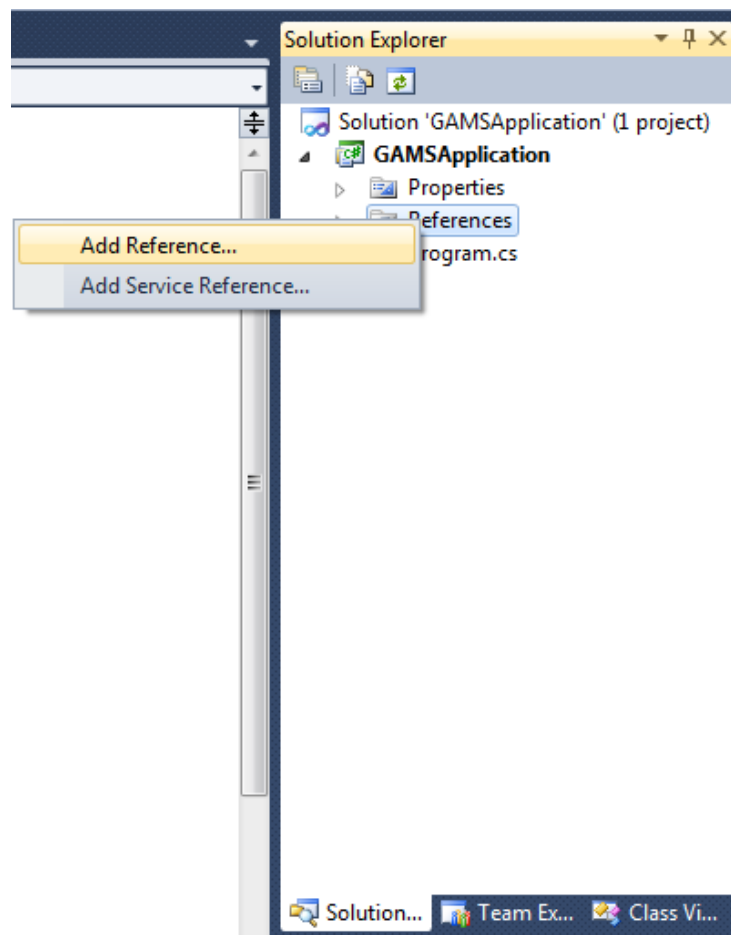 Solution Explorer
Solution 'GAMSApplication' (1 project)
GAMSApplication
Properties
References
rogram.cs
Add Reference...
Add Service Reference...
Solution...
Team Ex...
Class Vi...